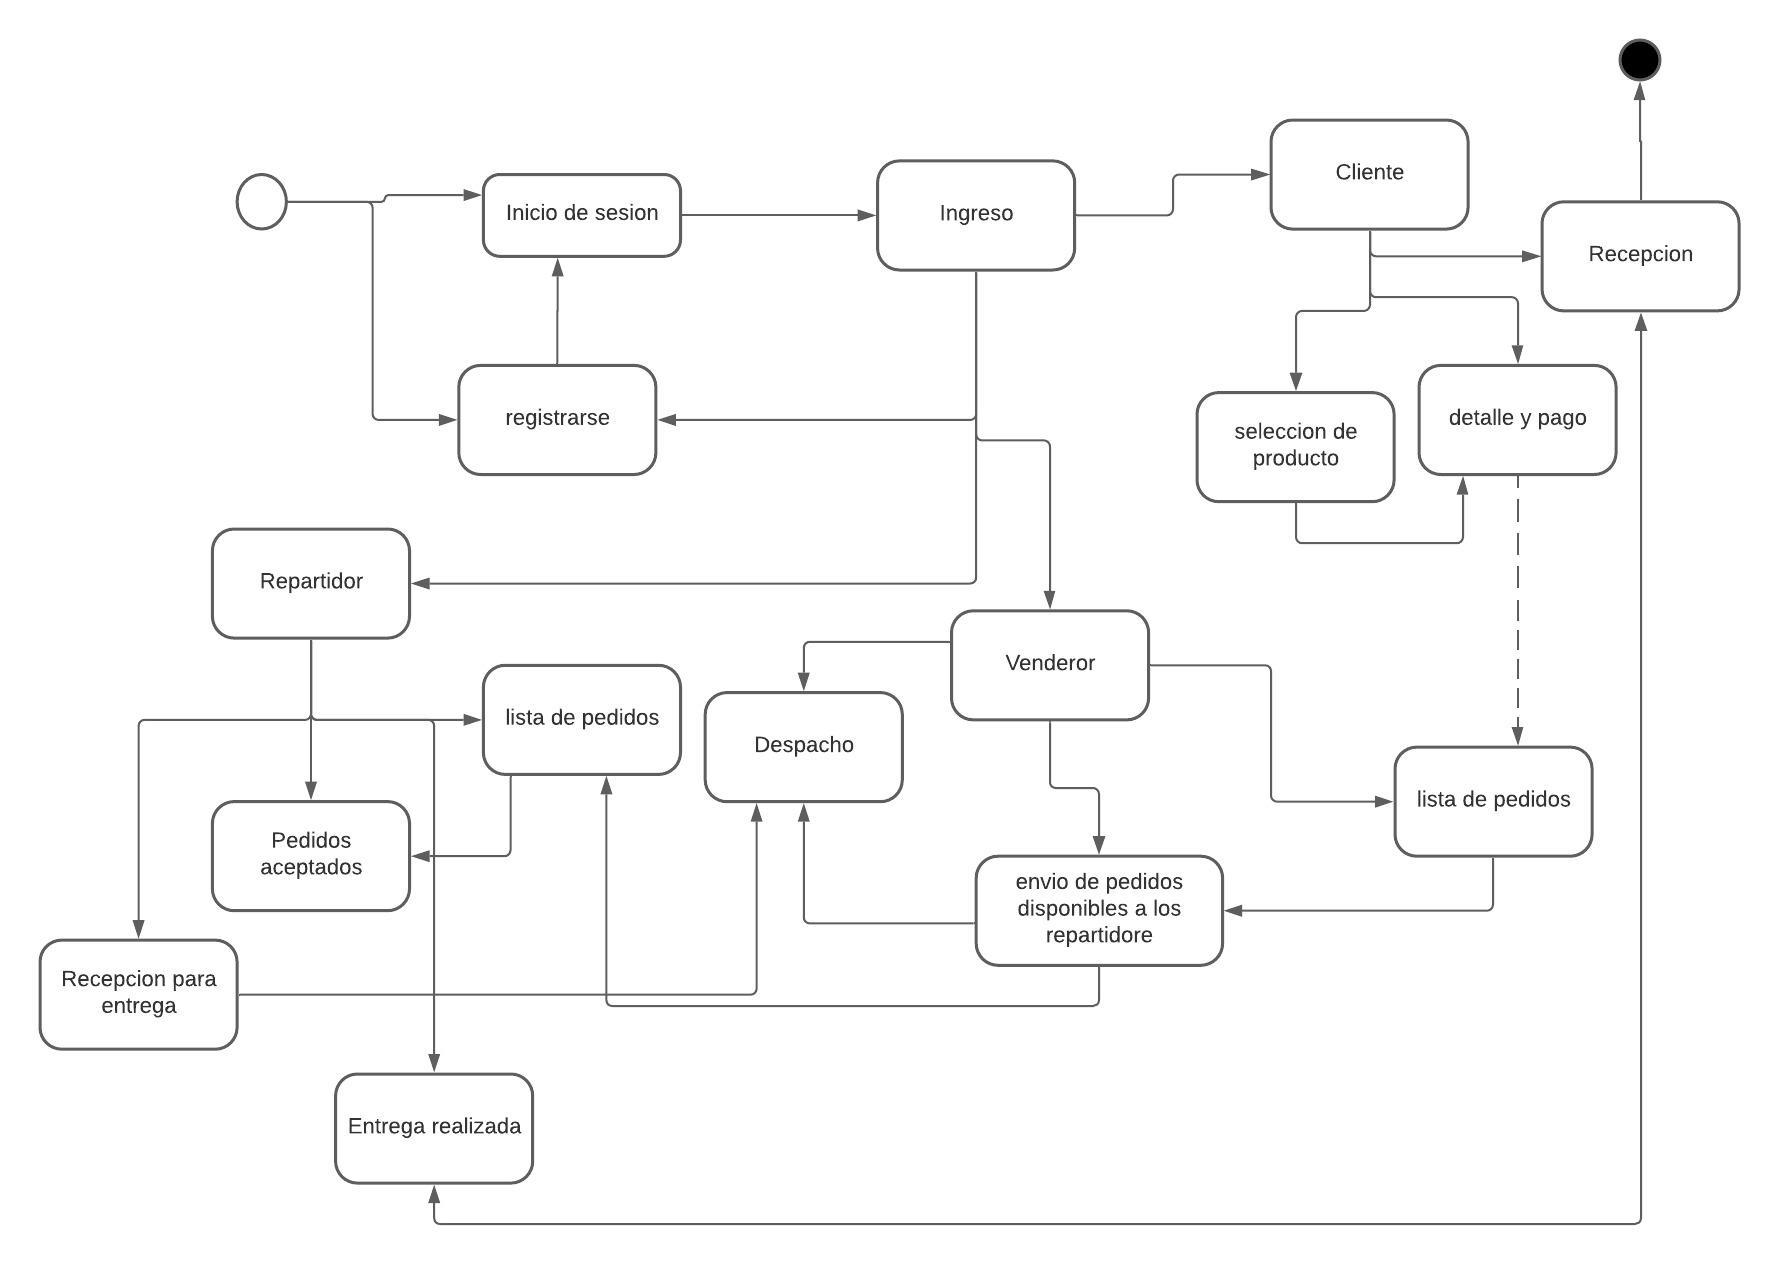 Cliente
Inicio de sesion
Ingreso
Recepcion
registrarse
seleccion de
producto
detalle y pago
Repartidor
Venderor
lista de pedidos
Despacho
lista de pedidos
Pedidos
aceptados
envio de pedidos
disponibles a los
repartidore
Recepcion para
entrega
Entrega realizada